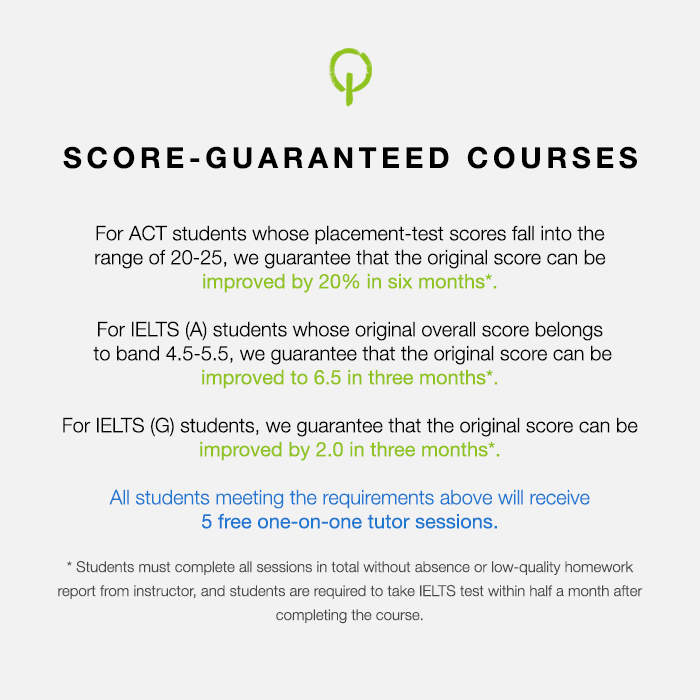 SCORE-GUARANTEED COURSES
For ACT students whose placement-test scores fall into the
range of 20-25, we guarantee that the original score can be
improved by 20% in six months*.
For IELTS (A) students whose original overall score belongs
to band 4.5-5.5, we guarantee that the original score can be
improved to 6.5 in three months*.
For IELTS (G) students, we guarantee that the original score can be
improved by 2.0 in three months*.
All students meeting the requirements above will receive
5 free one-on-one tutor sessions.
* Students must complete all sessions in total without absence or low-quality homework
report from instructor, and students are required to take IELTS test within half a month after
completing the course.